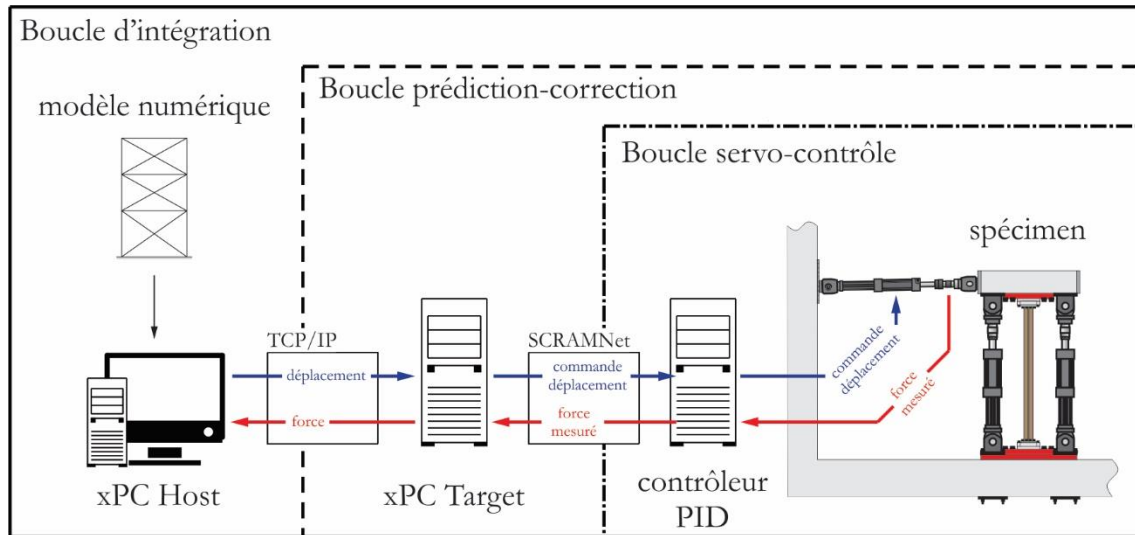 Boucle d'intégration
modèle numérique
Boucle prédiction-correction
Boucle servo-contrôle
spécimen
TCP/IP
déplacement
force
SCRAMNet
commande
déplacement
force
mesuré
commande
déplacement
force
mesuré
xPC Host
xPC Target
contrôleur
PID